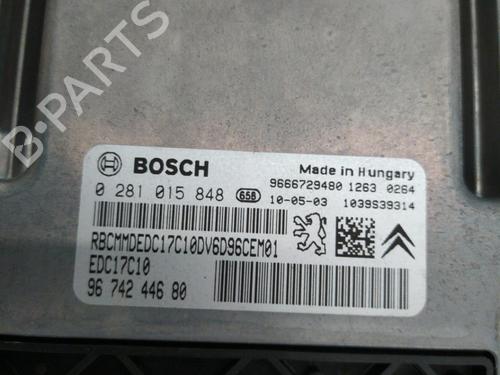 BOSCH
Made in Hungary
0 281 015 848 658
9666729480 1263 0264
10-05-03 1039S39314
RBCMMDEDC17C10DV6D96CEM01
EDC17C10
96 742 446 80
B-PARTS